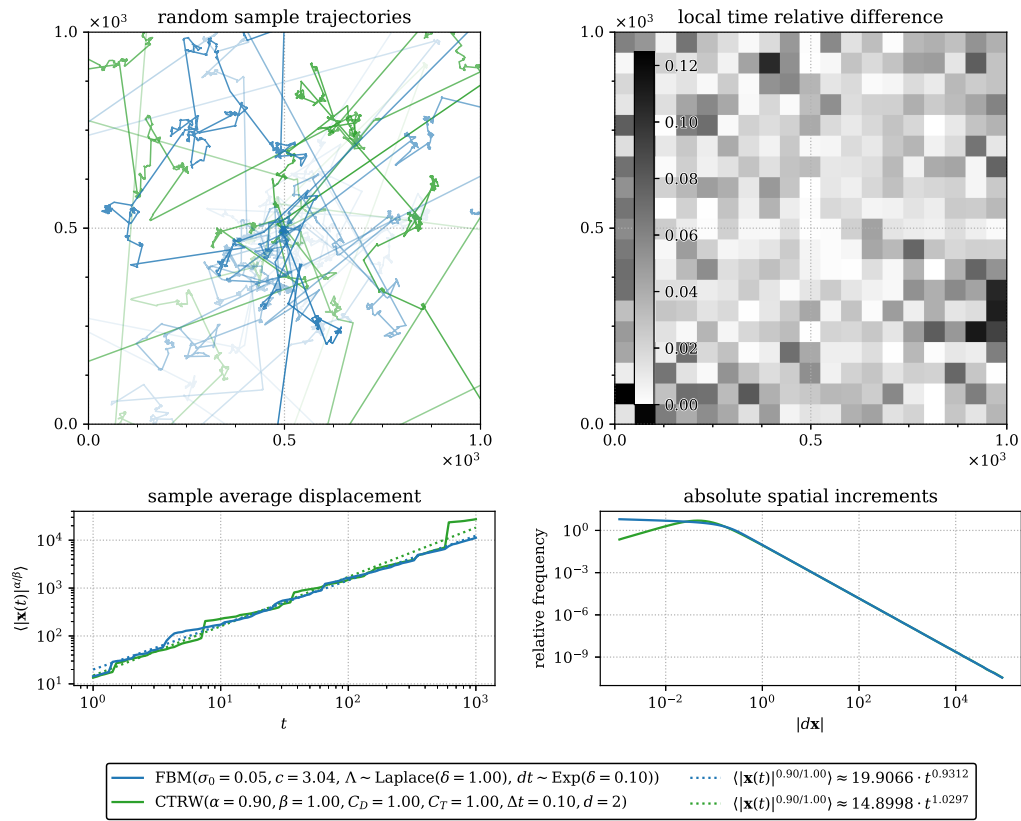 random sample trajectories
×10³
1.0
0.5
0.0
0.0 0.5 1.0
×10³
local time relative difference
×10³
1.0
0.5
0.0
0.12
0.10
0.08
0.06
0.04
0.02
0.00
0.0 0.5 1.0
×10³
sample average displacement
⟨|x(t)|^{α/β}⟩
10⁴
10³
10²
10¹
10⁰ 10¹ 10² 10³
t
absolute spatial increments
relative frequency
10⁰
10⁻³
10⁻⁶
10⁻⁹
10⁻² 10⁰ 10² 10⁴
|dx|
FBM(σ₀ = 0.05, c = 3.04, Λ ~ Laplace(δ = 1.00), dt ~ Exp(δ = 0.10))
CTRW(α = 0.90, β = 1.00, C_D = 1.00, C_T = 1.00, Δt = 0.10, d = 2)
⟨|x(t)|^{0.90/1.00}⟩ ≈ 19.9066 · t^{0.9312}
⟨|x(t)|^{0.90/1.00}⟩ ≈ 14.8998 · t^{1.0297}